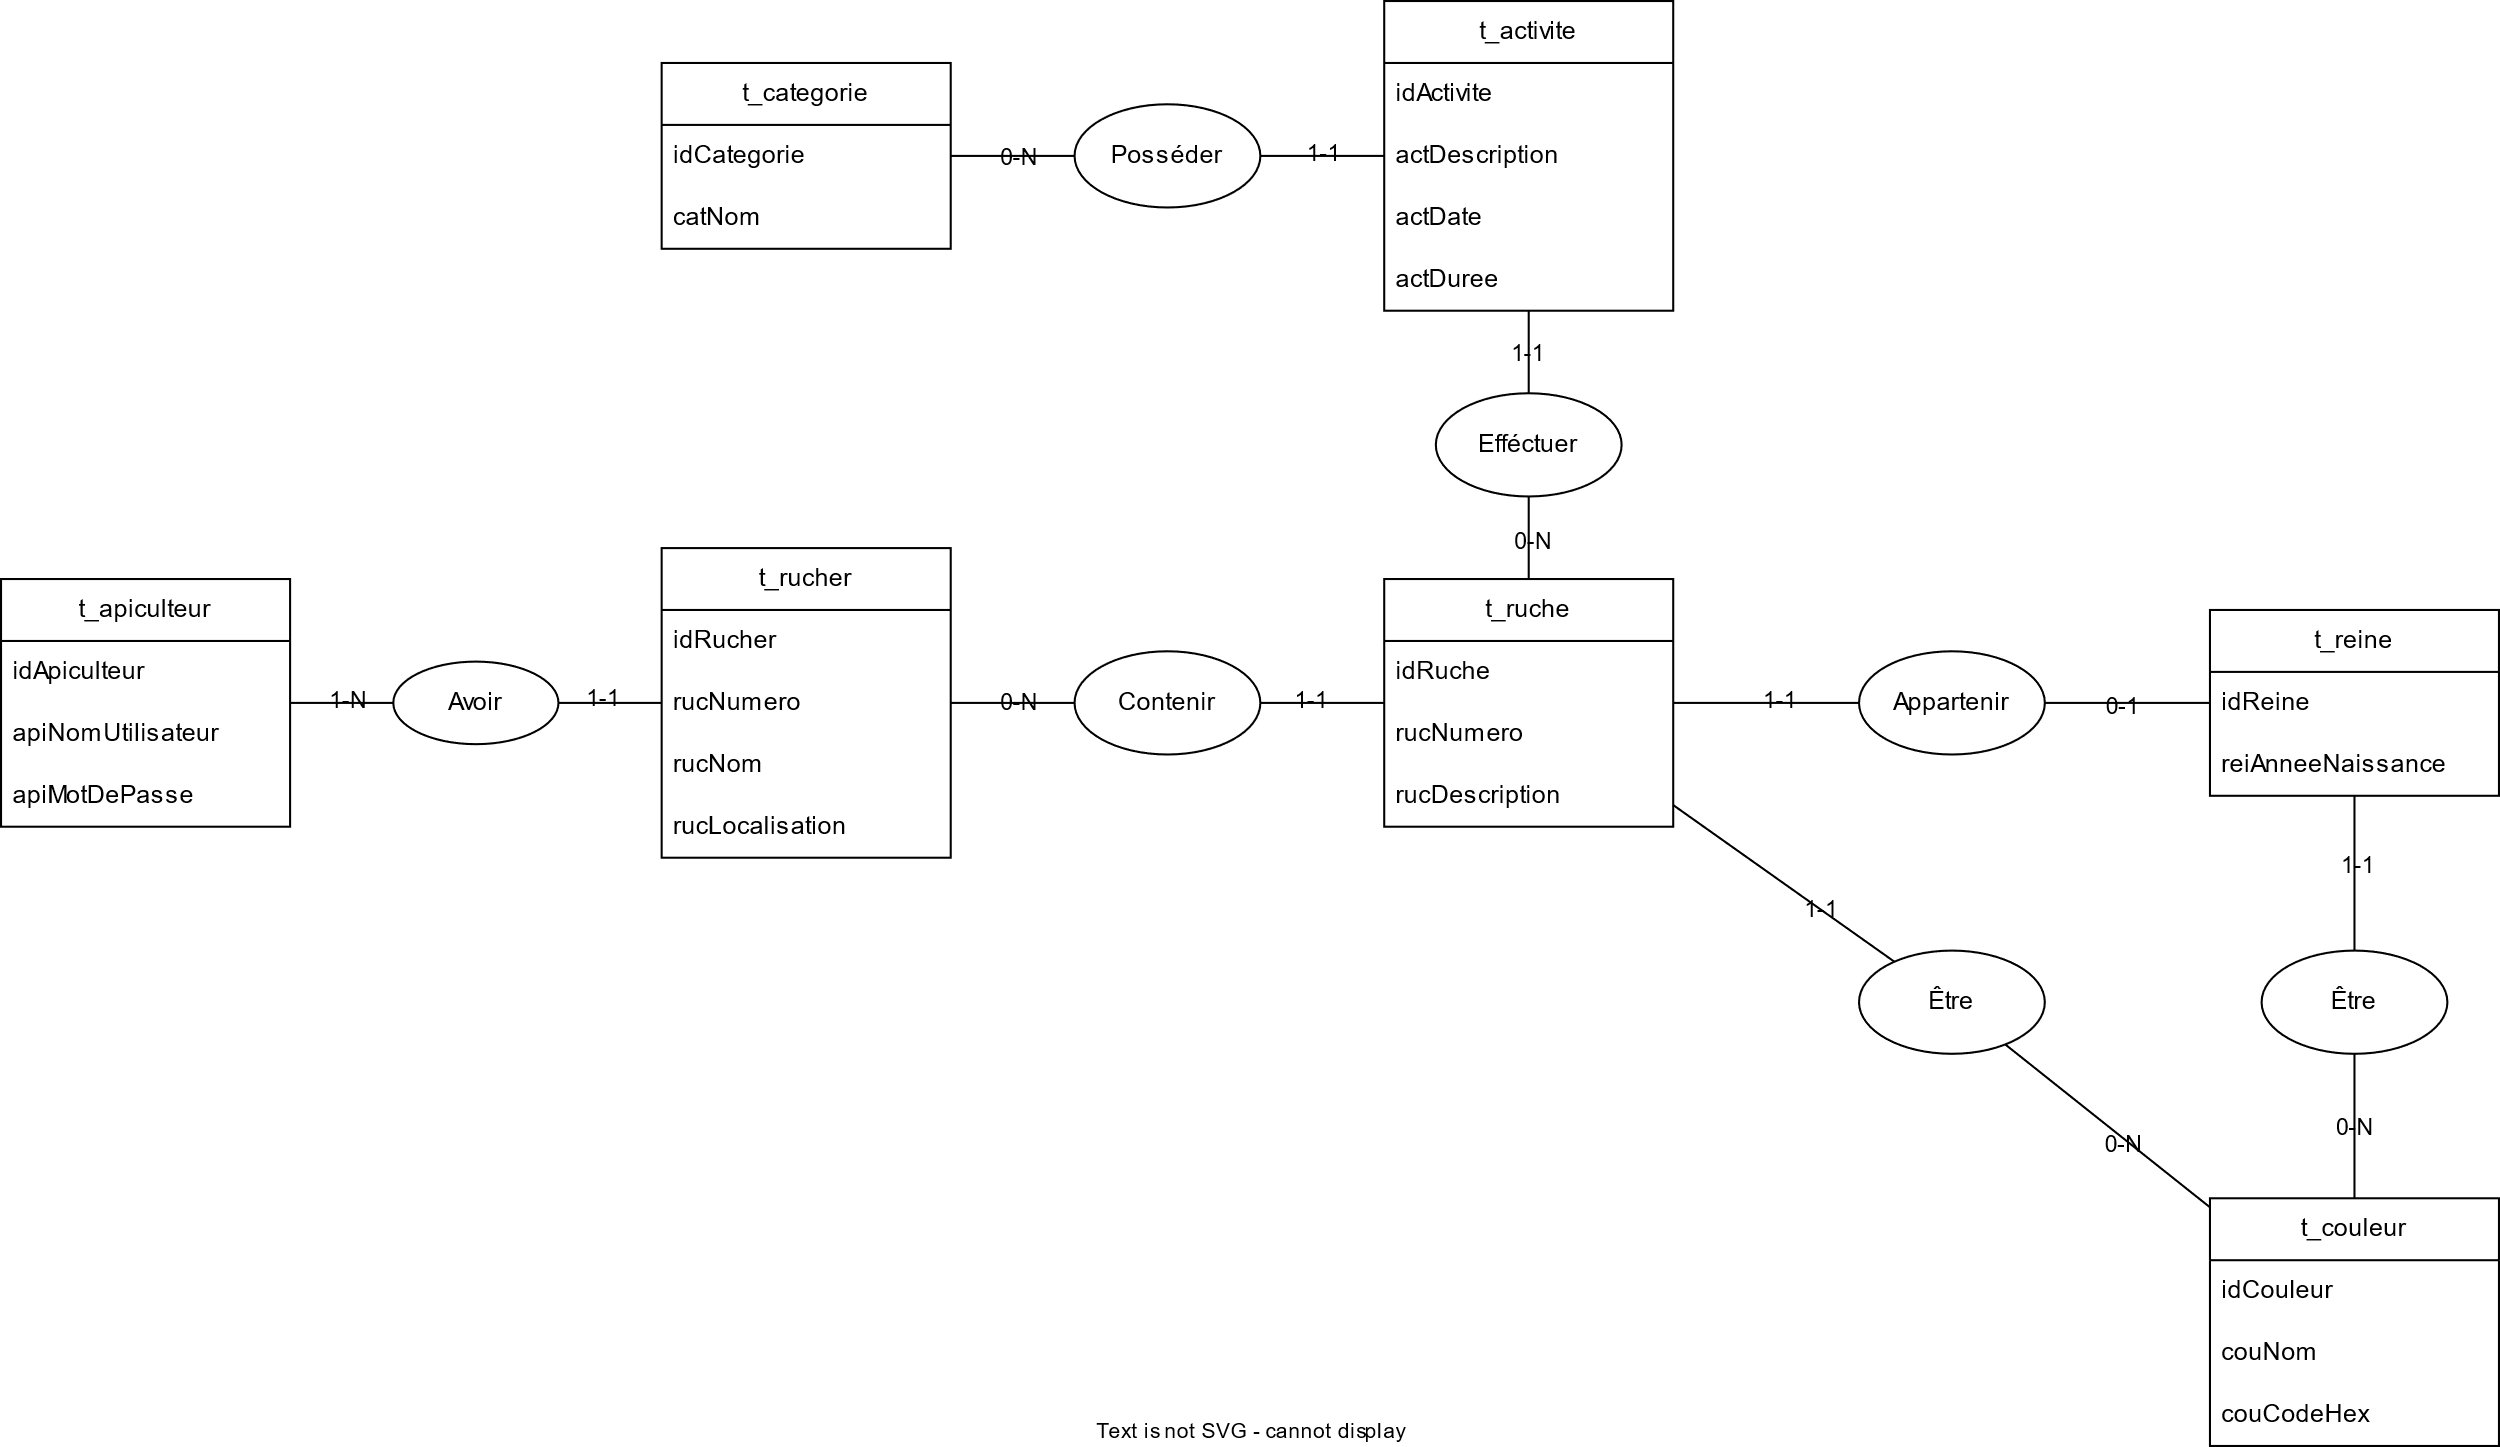 t_activite
idActivite
actDescription
actDate
actDuree
t_categorie
idCategorie
catNom
0-N
Posséder
1-1
1-1
Efféctuer
0-N
t_apiculteur
idApiculteur
apiNomUtilisateur
apiMotDePasse
1-N
Avoir
1-1
t_rucher
idRucher
rucNumero
rucNom
rucLocalisation
0-N
Contenir
1-1
t_ruche
idRuche
rucNumero
rucDescription
1-1
Appartenir
0-1
t_reine
idReine
reiAnneeNaissance
1-1
Être
0-N
1-1
Être
0-N
t_couleur
idCouleur
couNom
couCodeHex
Text is not SVG - cannot display